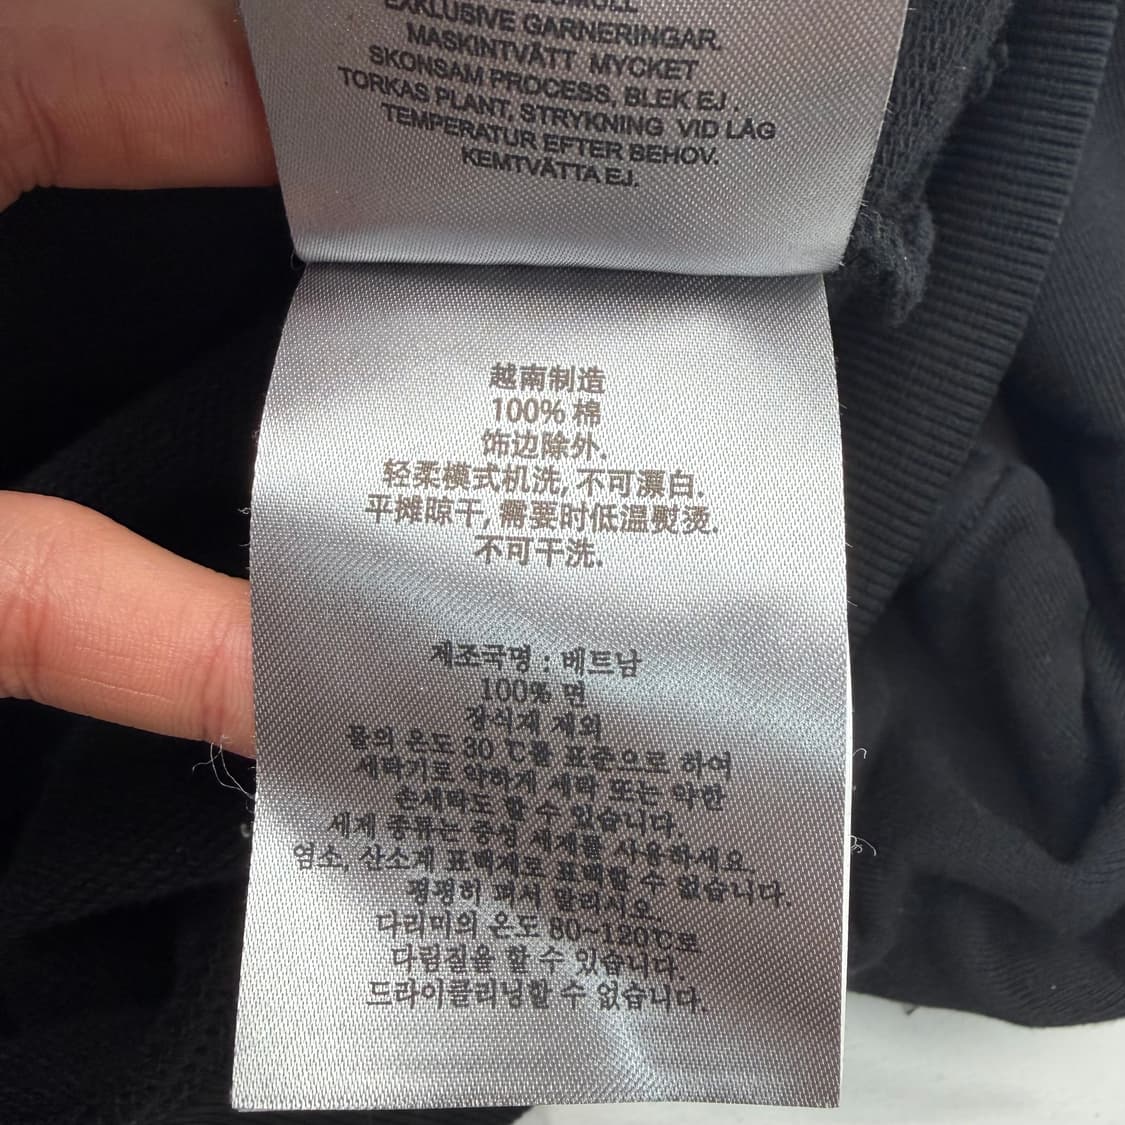 EXKLUSIVE GARNERINGAR.
MASKINTVÄTT MYCKET
SKONSAM PROCESS, BLEK EJ.
TORKAS PLANT, STRYKNING VID LÅG
TEMPERATUR EFTER BEHOV.
KEMTVÄTTA EJ.
越南制造
100% 棉
饰边除外.
轻柔模式机洗, 不可漂白.
平摊晾干, 需要时低温熨烫.
不可干洗.
제조국명 : 베트남
100% 면
장식재 제외
물의 온도 30 ℃를 표준으로 하여
세탁기로 약하게 세탁 또는 약한
손세탁도 할 수 있습니다.
세제 종류는 중성 세제를 사용하세요.
염소, 산소계 표백제로 표백할 수 없습니다.
평평히 펴서 말리시오.
다리미의 온도 80~120℃로
다림질을 할 수 있습니다.
드라이클리닝할 수 없습니다.